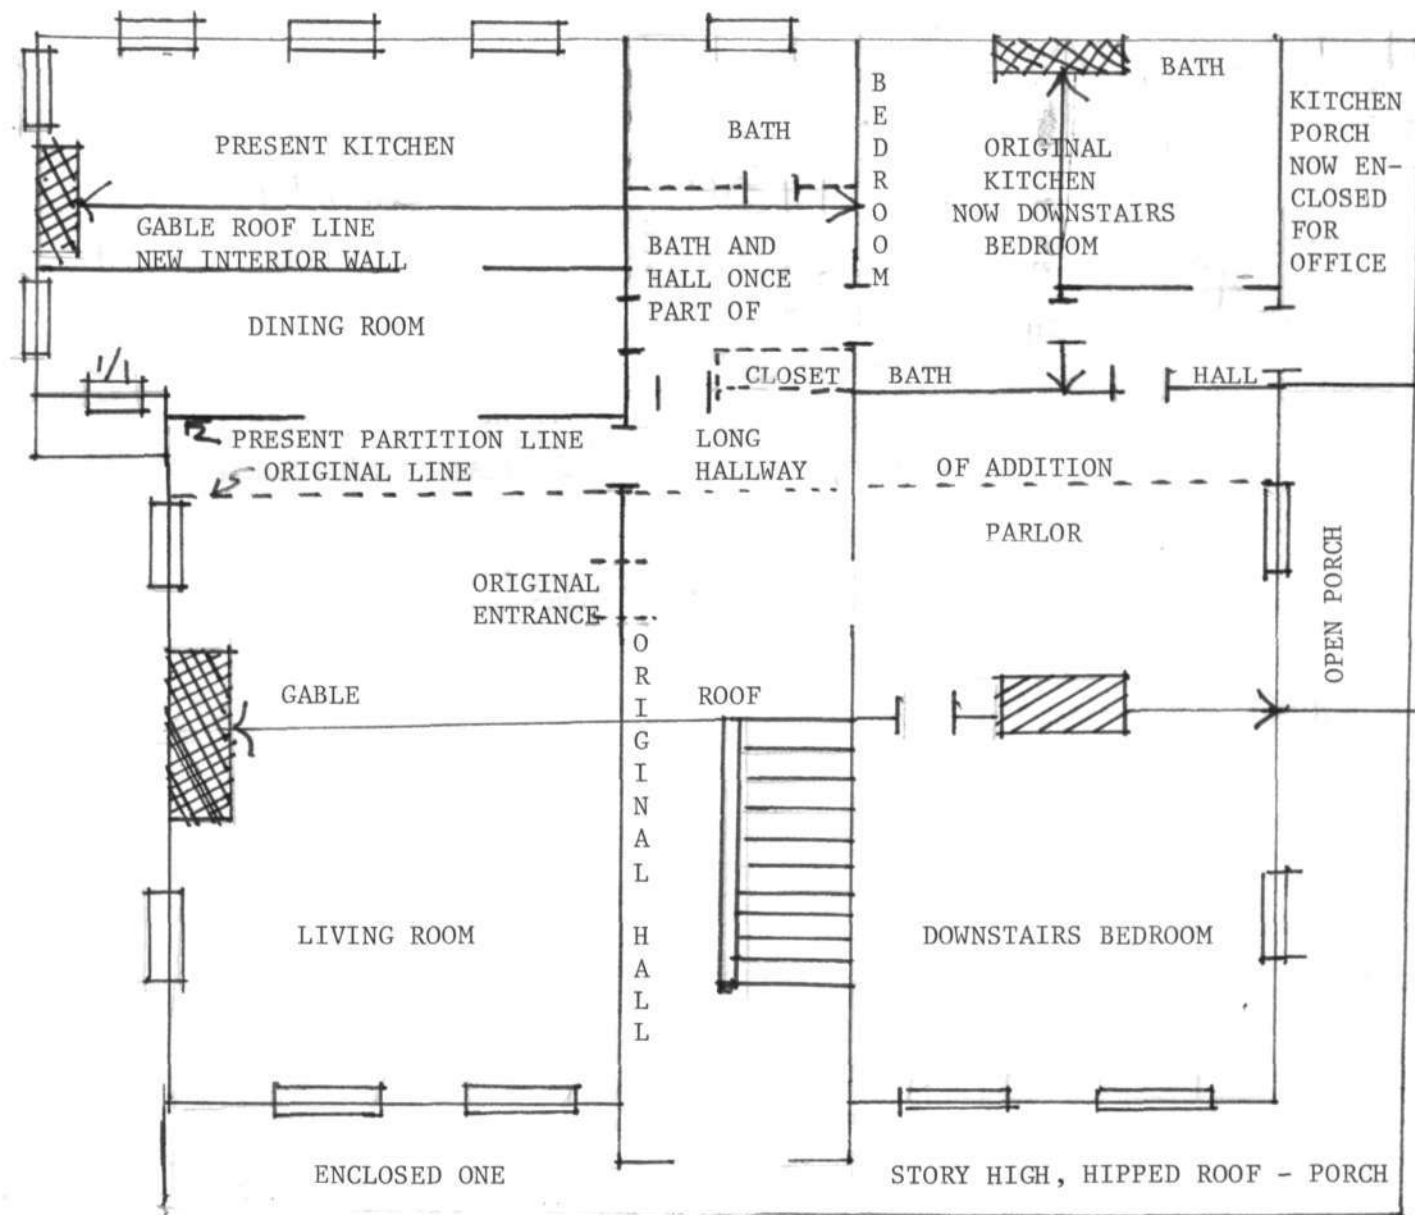 BATH
PRESENT KITCHEN
BATH
BEDROOM
ORIGINAL
KITCHEN
NOW DOWNSTAIRS
BEDROOM
KITCHEN
PORCH
NOW EN-
CLOSED
FOR
OFFICE
GABLE ROOF LINE
NEW INTERIOR WALL
BATH AND
HALL ONCE
PART OF
DINING ROOM
1/1
CLOSET
BATH
HALL
PRESENT PARTITION LINE
ORIGINAL LINE
LONG
HALLWAY
OF ADDITION
PARLOR
ORIGINAL
ENTRANCE
OPEN PORCH
ORIGINAL HALL
GABLE
ROOF
LIVING ROOM
DOWNSTAIRS BEDROOM
ENCLOSED ONE
STORY HIGH, HIPPED ROOF - PORCH